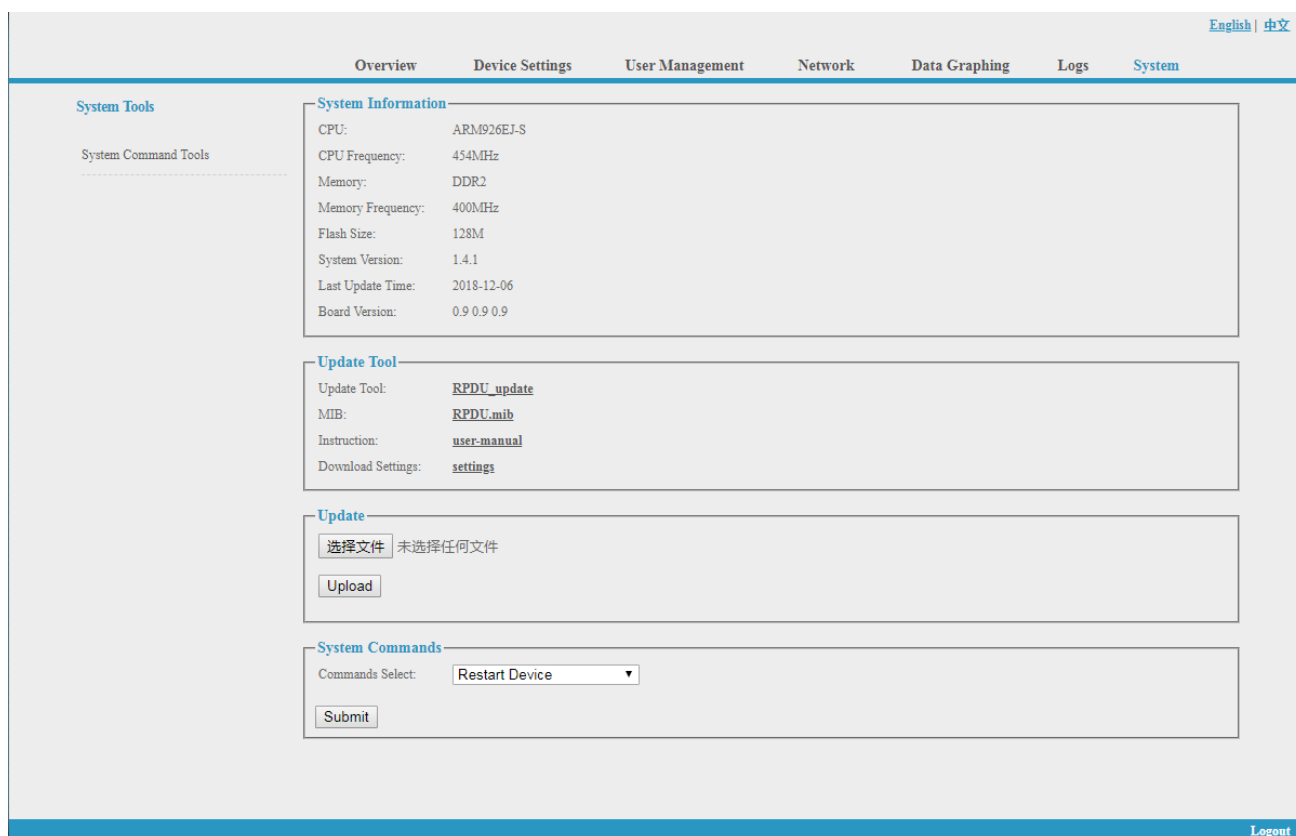 English | 中文
Overview Device Settings User Management Network Data Graphing Logs System
System Tools
System Command Tools
System Information
CPU: ARM926EJ-S
CPU Frequency: 454MHz
Memory: DDR2
Memory Frequency: 400MHz
Flash Size: 128M
System Version: 1.4.1
Last Update Time: 2018-12-06
Board Version: 0.9 0.9 0.9
Update Tool
Update Tool: RPDU_update
MIB: RPDU.mib
Instruction: user-manual
Download Settings: settings
Update
选择文件 未选择任何文件
Upload
System Commands
Commands Select: Restart Device
Submit
Logout